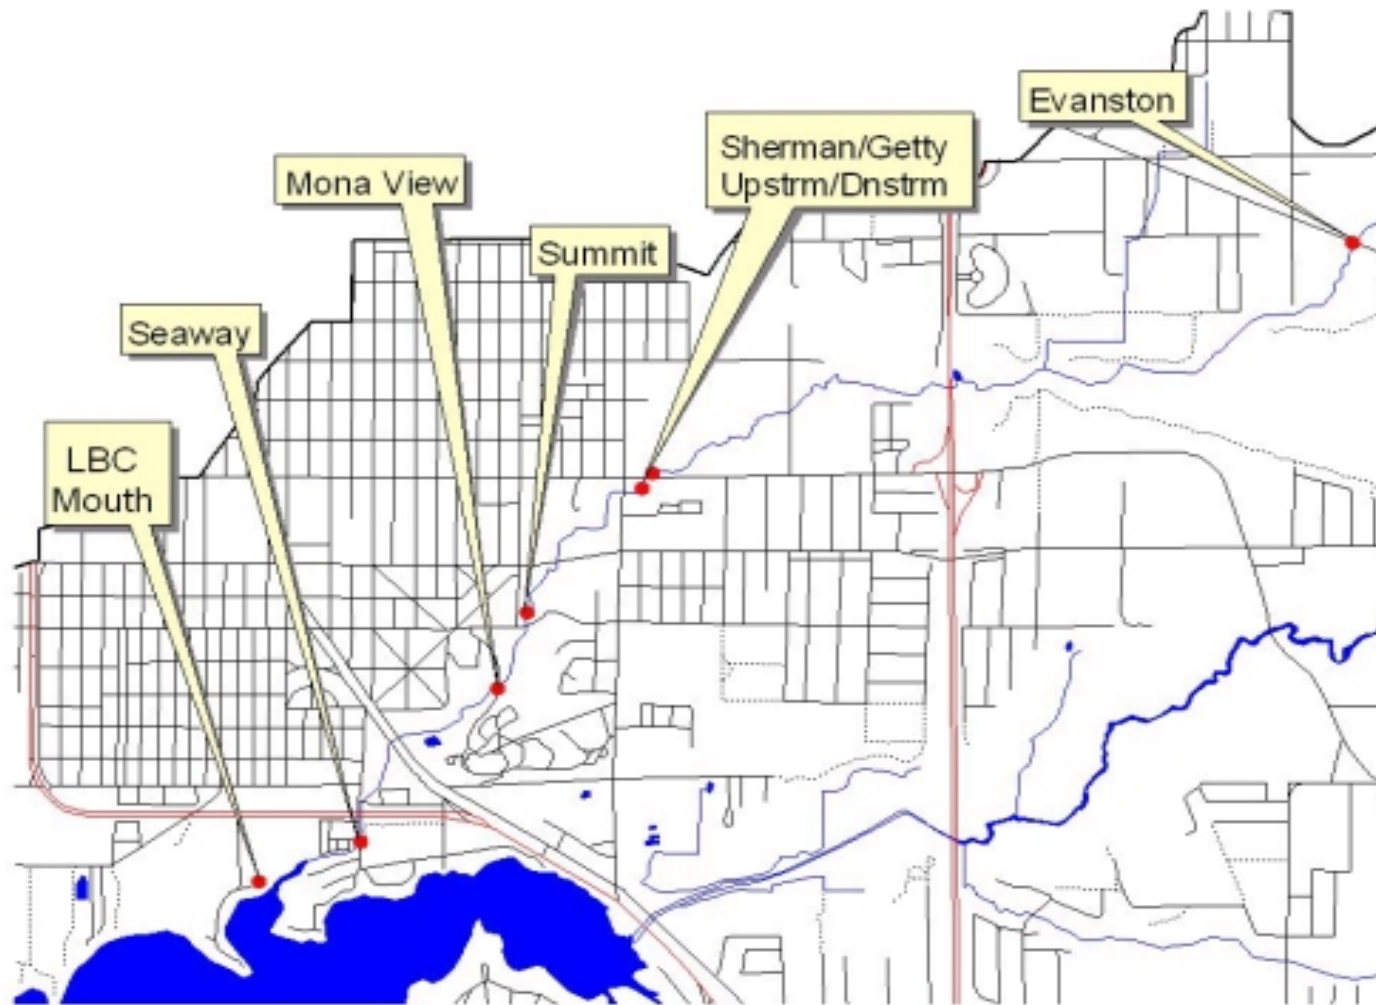 Evanston
Sherman/Getty
Upstrm/Dnstrm
Mona View
Summit
Seaway
LBC
Mouth